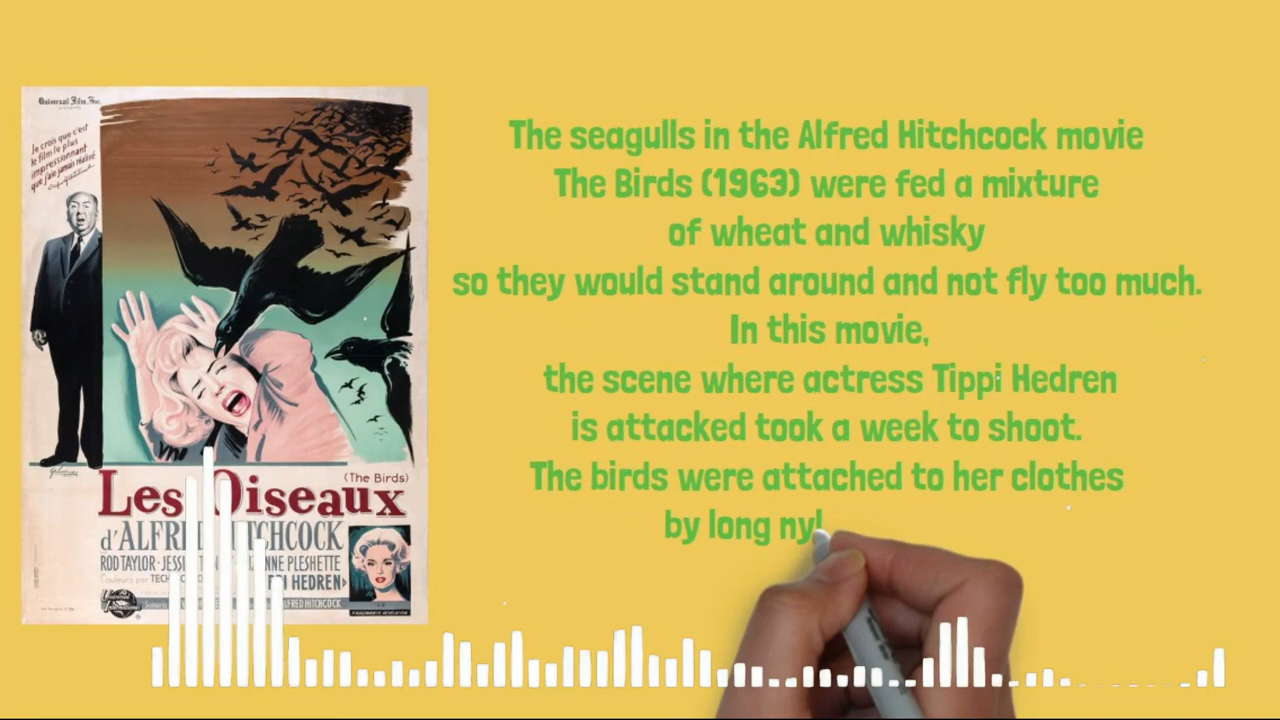 Universal Film, S.A.
Je crois que c'est
le film le plus
impressionnant
que j'aie jamais réalisé
The seagulls in the Alfred Hitchcock movie
The Birds (1963) were fed a mixture
of wheat and whisky
so they would stand around and not fly too much.
In this movie,
the scene where actress Tippi Hedren
is attacked took a week to shoot.
The birds were attached to her clothes
by long nyl
Les Oiseaux
(The Birds)
d'ALFRED HITCHCOCK
ROD TAYLOR
PLESHETTE
HEDREN
ALFRED HITCHCOCK